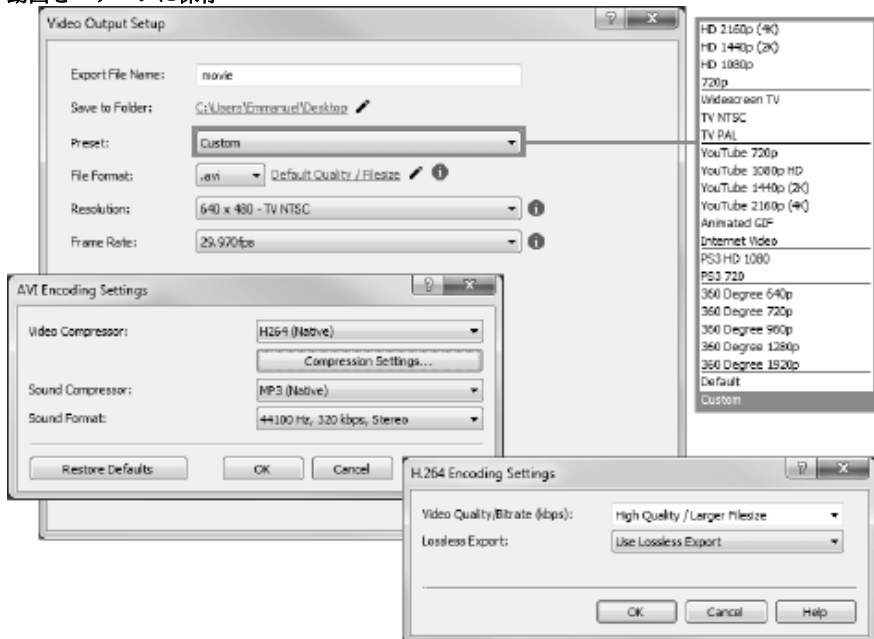 Video Output Setup
Export File Name:
movie
Save to Folder:
C:\Users\Emmanuel\Desktop
Preset:
Custom
File Format:
.avi
Default Quality / Filesize
Resolution:
640 x 480 - TV NTSC
Frame Rate:
29.970fps
HD 2160p (4K)
HD 1440p (2K)
HD 1080p
720p
Widescreen TV
TV NTSC
TV PAL
YouTube 720p
YouTube 1080p HD
YouTube 1440p (2K)
YouTube 2160p (4K)
Animated GIF
Internet Video
PS3 HD 1080
PS3 720
360 Degree 640p
360 Degree 720p
360 Degree 960p
360 Degree 1280p
360 Degree 1920p
Default
Custom
AVI Encoding Settings
Video Compressor:
H264 (Native)
Compression Settings...
Sound Compressor:
MP3 (Native)
Sound Format:
44100 Hz, 320 kbps, Stereo
Restore Defaults
OK
Cancel
H.264 Encoding Settings
Video Quality/Bitrate (kbps):
High Quality / Larger Filesize
Lossless Export:
Use Lossless Export
OK
Cancel
Help